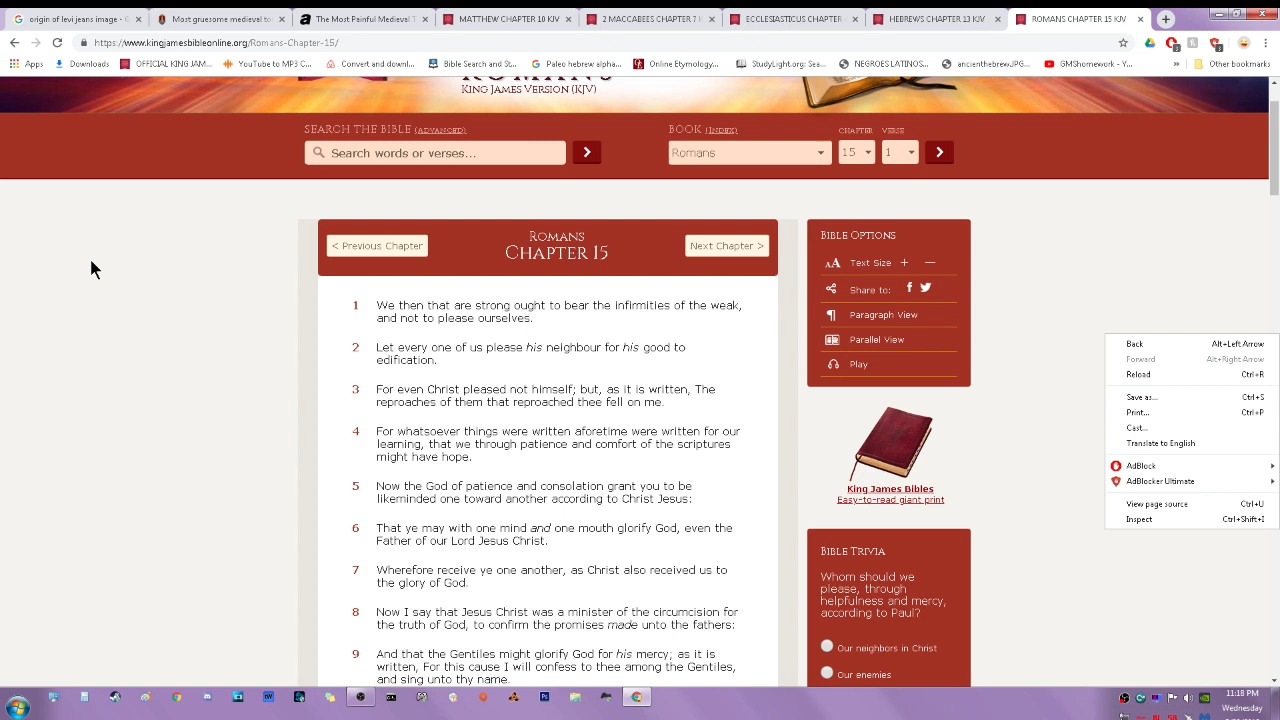 origin of levi jeans image - G
Most gruesome medieval to
The Most Painful Medieval T
MATTHEW CHAPTER 5 KJV
2 MACCABEES CHAPTER 7 K
ECCLESIASTICUS CHAPTER
HEBREWS CHAPTER 13 KJV
ROMANS CHAPTER 15 KJV
https://www.kingjamesbibleonline.org/Romans-Chapter-15/
Apps
Downloads
OFFICIAL KING JAM...
YouTube to MP3 C...
Convert and downl...
Bible Search and St...
Paleo hebrew alpha...
Online Etymology...
StudyLight.org: Sea...
NEGROES LATINOS...
ancienthebrewJPG...
GMShomework - Y...
»
Other bookmarks
ROMANS
KING JAMES VERSION (KJV)
SEARCH THE BIBLE (ADVANCED)
BOOK (INDEX)
CHAPTER
VERSE
Search words or verses...
Romans
15
1
< Previous Chapter
ROMANS
CHAPTER 15
Next Chapter >
1 We then that are strong ought to bear the infirmities of the weak,
and not to please ourselves.
2 Let every one of us please his neighbour for his good to
edification.
3 For even Christ pleased not himself; but, as it is written, The
reproaches of them that reproached thee fell on me.
4 For whatsoever things were written aforetime were written for our
learning, that we through patience and comfort of the scriptures
might have hope.
5 Now the God of patience and consolation grant you to be
likeminded one toward another according to Christ Jesus:
6 That ye may with one mind and one mouth glorify God, even the
Father of our Lord Jesus Christ.
7 Wherefore receive ye one another, as Christ also received us to
the glory of God.
8 Now I say that Jesus Christ was a minister of the circumcision for
the truth of God, to confirm the promises made unto the fathers:
9 And that the Gentiles might glorify God for his mercy; as it is
written, For this cause I will confess to thee among the Gentiles,
and sing unto thy name.
BIBLE OPTIONS
Text Size + —
Share to:
Paragraph View
Parallel View
Play
King James Bibles
Easy-to-read giant print
BIBLE TRIVIA
Whom should we
please, through
helpfulness and mercy,
according to Paul?
Our neighbors in Christ
Our enemies
Back Alt+Left Arrow
Forward Alt+Right Arrow
Reload Ctrl+R
Save as... Ctrl+S
Print... Ctrl+P
Cast...
Translate to English
AdBlock
AdBlocker Ultimate
View page source Ctrl+U
Inspect Ctrl+Shift+I
11:18 PM
Wednesday